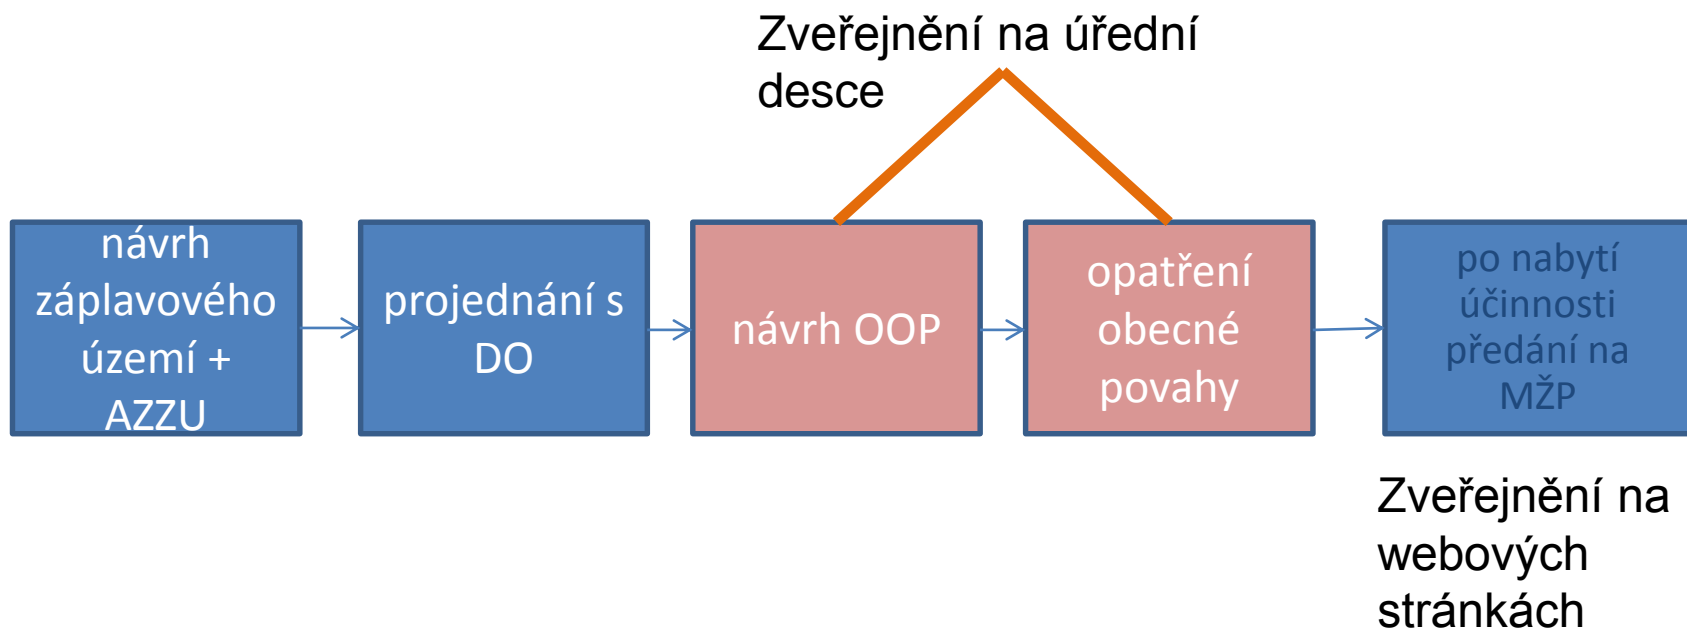 Zveřejnění na úřední
desce
návrh
záplavového
území +
AZZU
projednání s
DO
návrh OOP
opatření
obecné
povahy
po nabytí
účinnosti
předání na
MŽP
Zveřejnění na
webových
stránkách